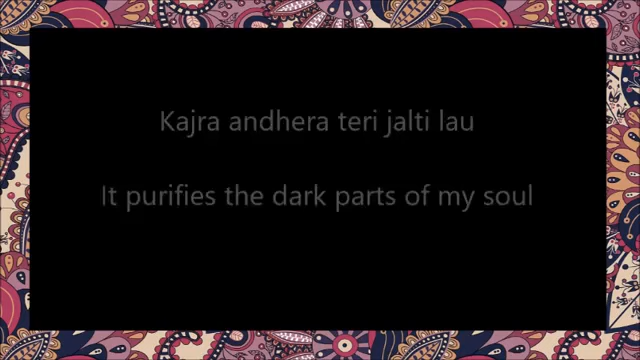 Kajra andhera teri jalti lau
It purifies the dark parts of my soul